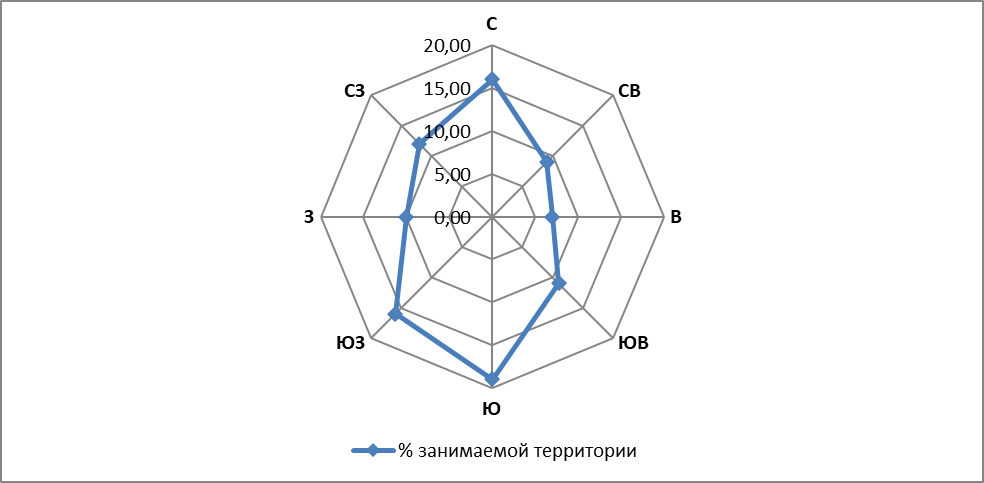 С
20,00
СЗ
СВ
15,00
10,00
5,00
З
0,00
В
ЮЗ
ЮВ
Ю
% занимаемой территории